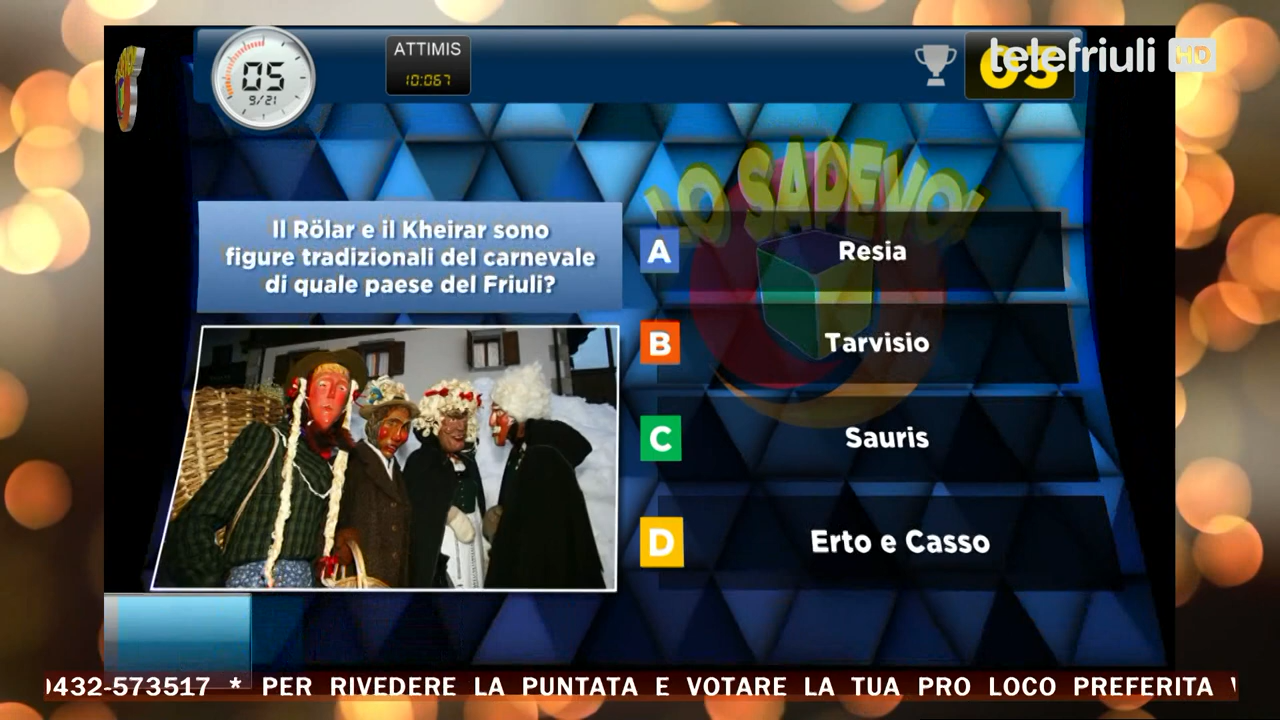 05
9/21
ATTIMIS
10:067
telefriuli HD
LO SAPEVO!
Il Rölar e il Kheirar sono
figure tradizionali del carnevale
di quale paese del Friuli?
A Resia
B Tarvisio
C Sauris
D Erto e Casso
0432-573517 * PER RIVEDERE LA PUNTATA E VOTARE LA TUA PRO LOCO PREFERITA